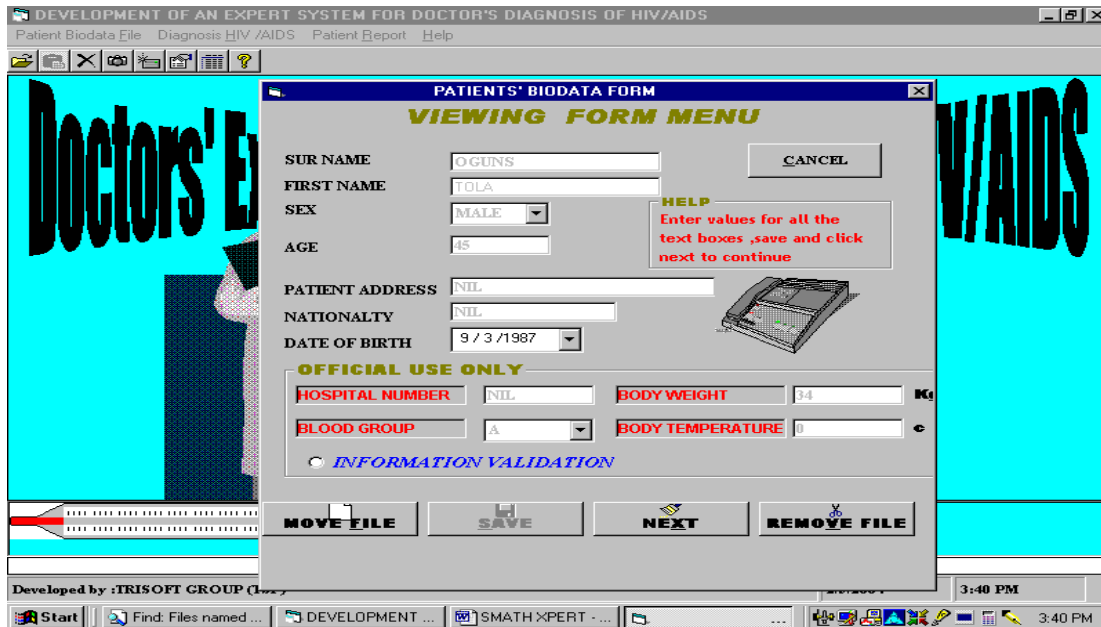 DEVELOPMENT OF AN EXPERT SYSTEM FOR DOCTOR'S DIAGNOSIS OF HIV/AIDS
Patient Biodata File Diagnosis HIV /AIDS Patient Report Help
Doctors' E
V/AIDS
PATIENTS' BIODATA FORM
VIEWING FORM MENU
SUR NAME OGUNS
CANCEL
FIRST NAME TOLA
SEX MALE
AGE 45
HELP
Enter values for all the
text boxes ,save and click
next to continue
PATIENT ADDRESS NIL
NATIONALTY NIL
DATE OF BIRTH 9 / 3 /1987
OFFICIAL USE ONLY
HOSPITAL NUMBER NIL BODY WEIGHT 34 Kg
BLOOD GROUP A BODY TEMPERATURE 0 c
INFORMATION VALIDATION
MOVE FILE SAVE NEXT REMOVE FILE
Developed by :TRISOFT GROUP 3:40 PM
Start Find: Files named ... DEVELOPMENT ... SMATH XPERT - ... ... 3:40 PM